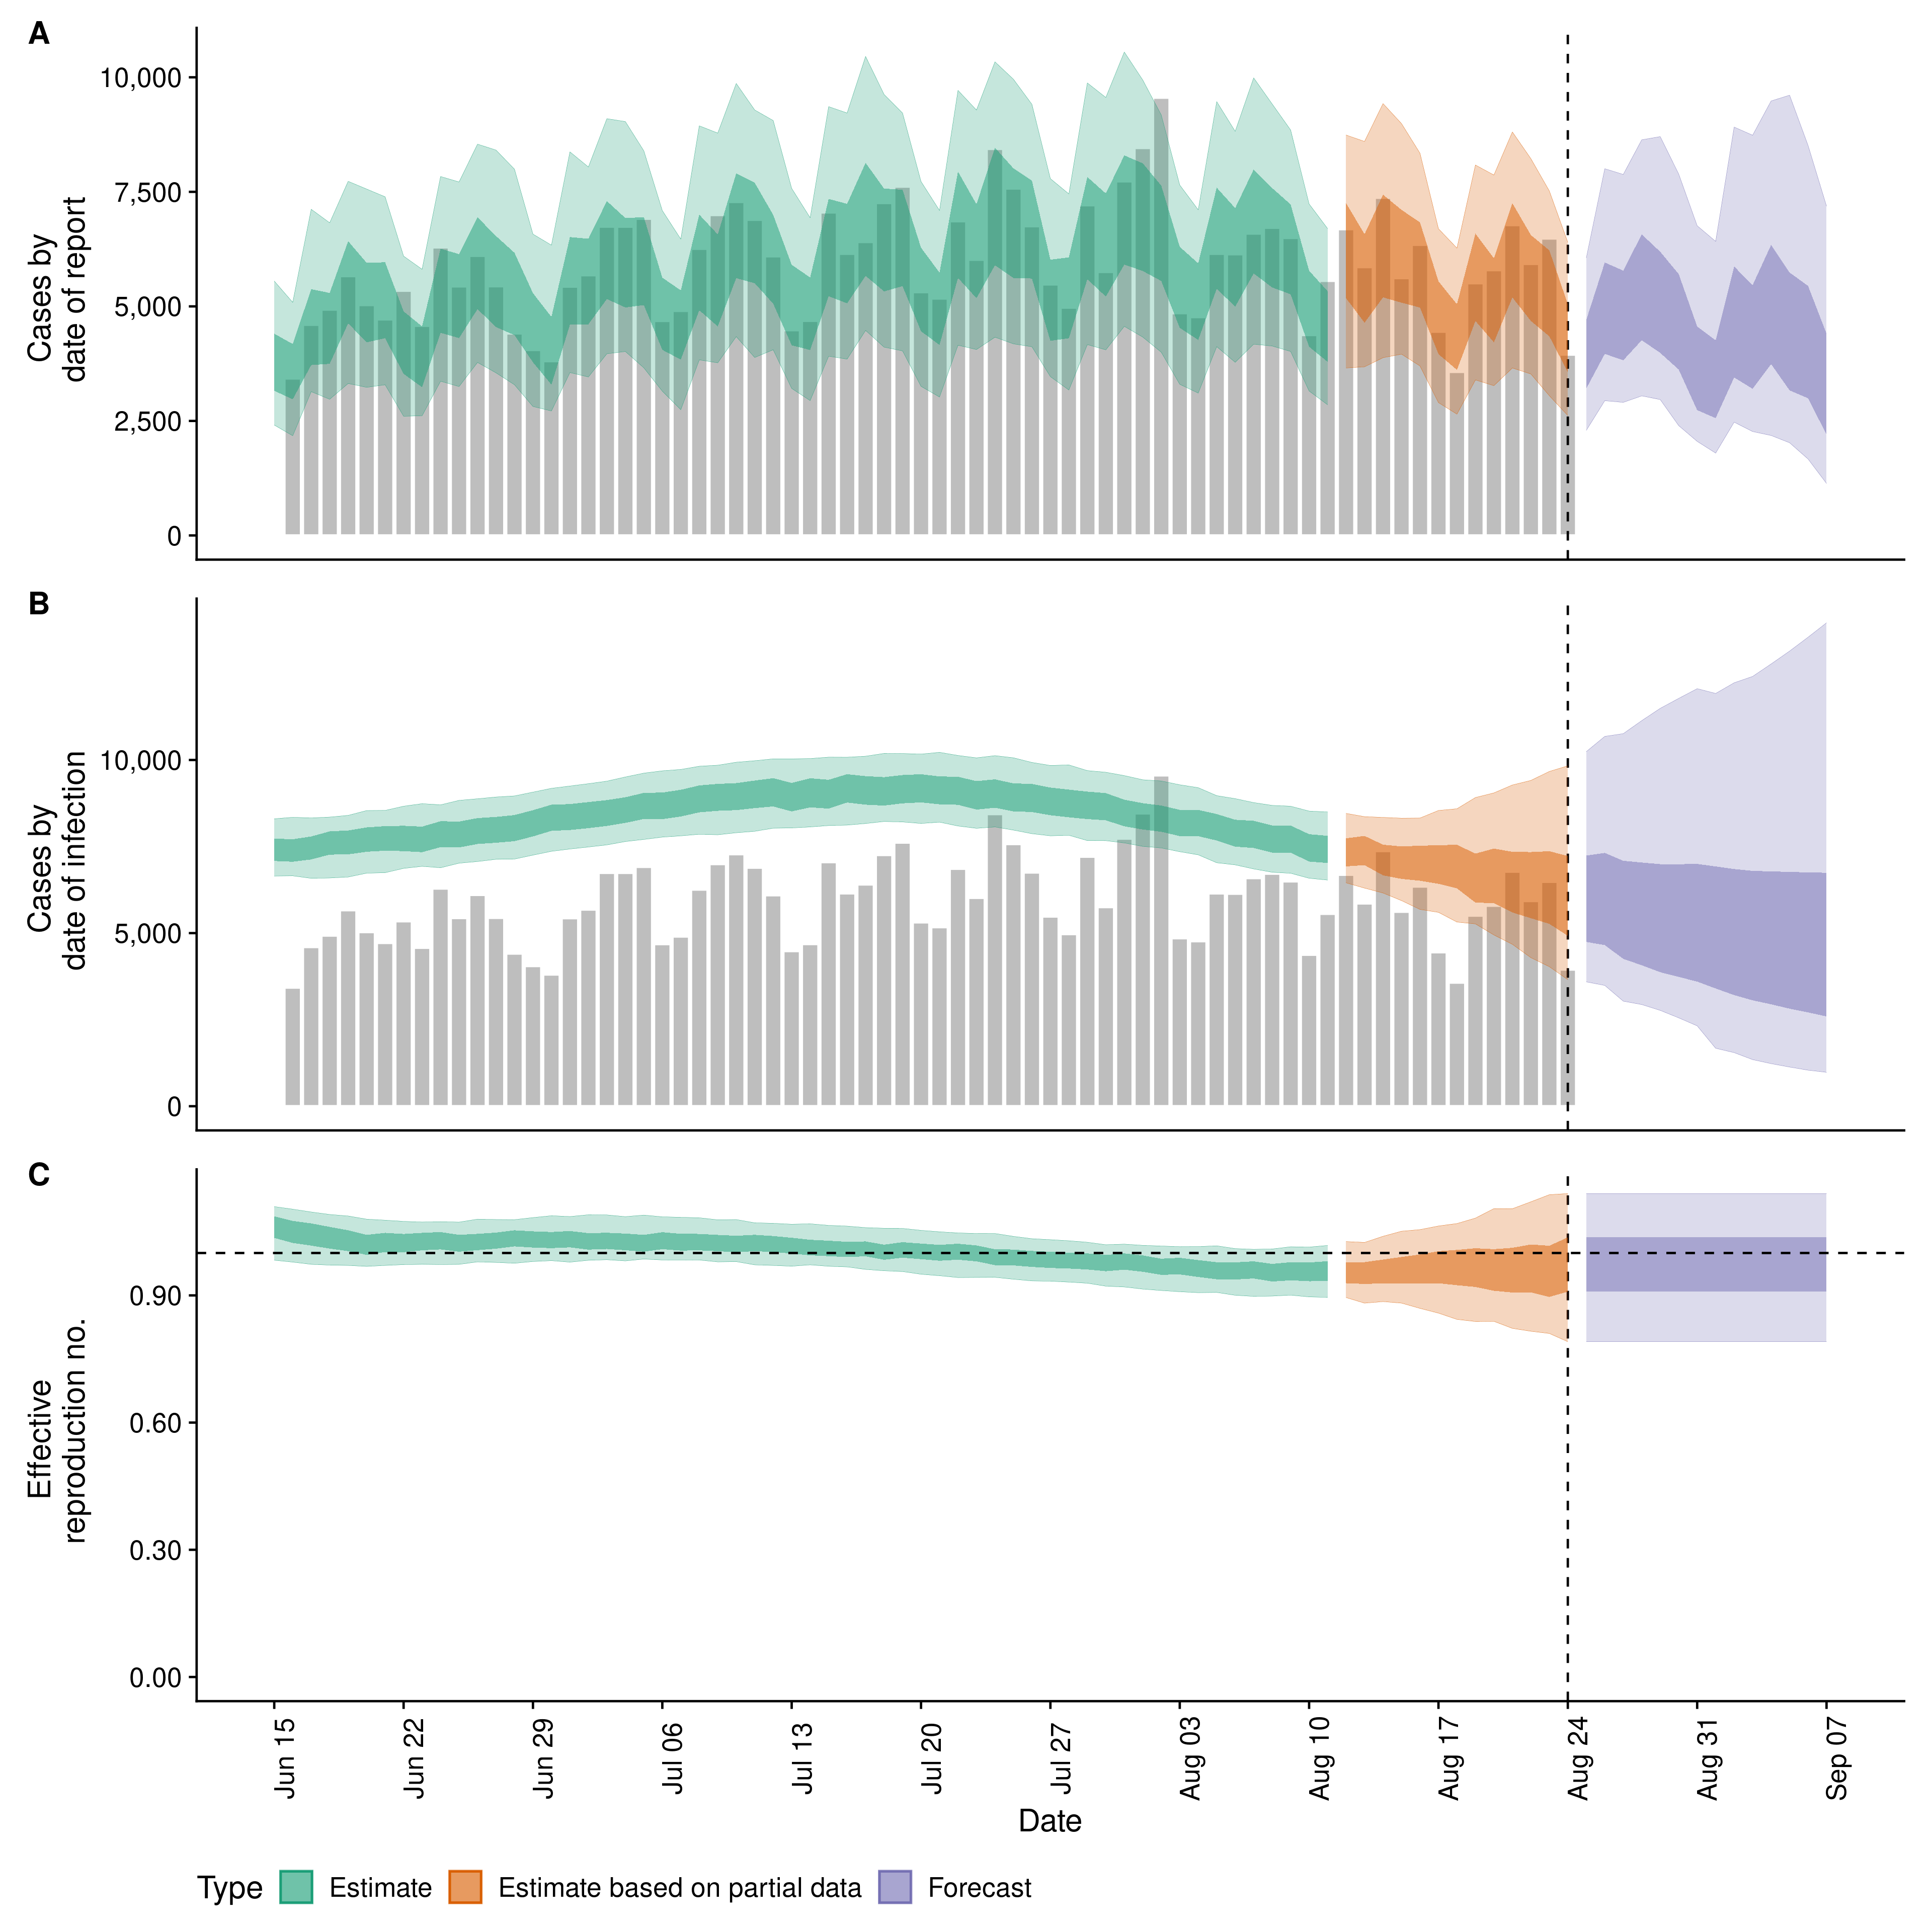 A
Cases by
date of report
10,000
7,500
5,000
2,500
0
B
Cases by
date of infection
10,000
5,000
0
C
Effective
reproduction no.
0.90
0.60
0.30
0.00
Jun 15
Jun 22
Jun 29
Jul 06
Jul 13
Jul 20
Jul 27
Aug 03
Aug 10
Aug 17
Aug 24
Aug 31
Sep 07
Date
Type Estimate Estimate based on partial data Forecast